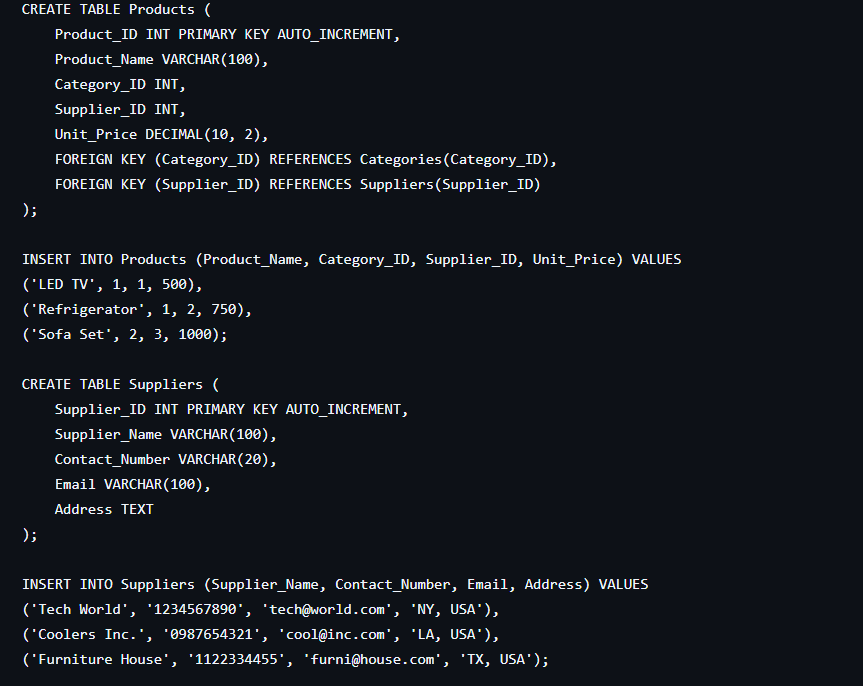 CREATE TABLE Products (
    Product_ID INT PRIMARY KEY AUTO_INCREMENT,
    Product_Name VARCHAR(100),
    Category_ID INT,
    Supplier_ID INT,
    Unit_Price DECIMAL(10, 2),
    FOREIGN KEY (Category_ID) REFERENCES Categories(Category_ID),
    FOREIGN KEY (Supplier_ID) REFERENCES Suppliers(Supplier_ID)
);

INSERT INTO Products (Product_Name, Category_ID, Supplier_ID, Unit_Price) VALUES
('LED TV', 1, 1, 500),
('Refrigerator', 1, 2, 750),
('Sofa Set', 2, 3, 1000);

CREATE TABLE Suppliers (
    Supplier_ID INT PRIMARY KEY AUTO_INCREMENT,
    Supplier_Name VARCHAR(100),
    Contact_Number VARCHAR(20),
    Email VARCHAR(100),
    Address TEXT
);

INSERT INTO Suppliers (Supplier_Name, Contact_Number, Email, Address) VALUES
('Tech World', '1234567890', 'tech@world.com', 'NY, USA'),
('Coolers Inc.', '0987654321', 'cool@inc.com', 'LA, USA'),
('Furniture House', '1122334455', 'furni@house.com', 'TX, USA');